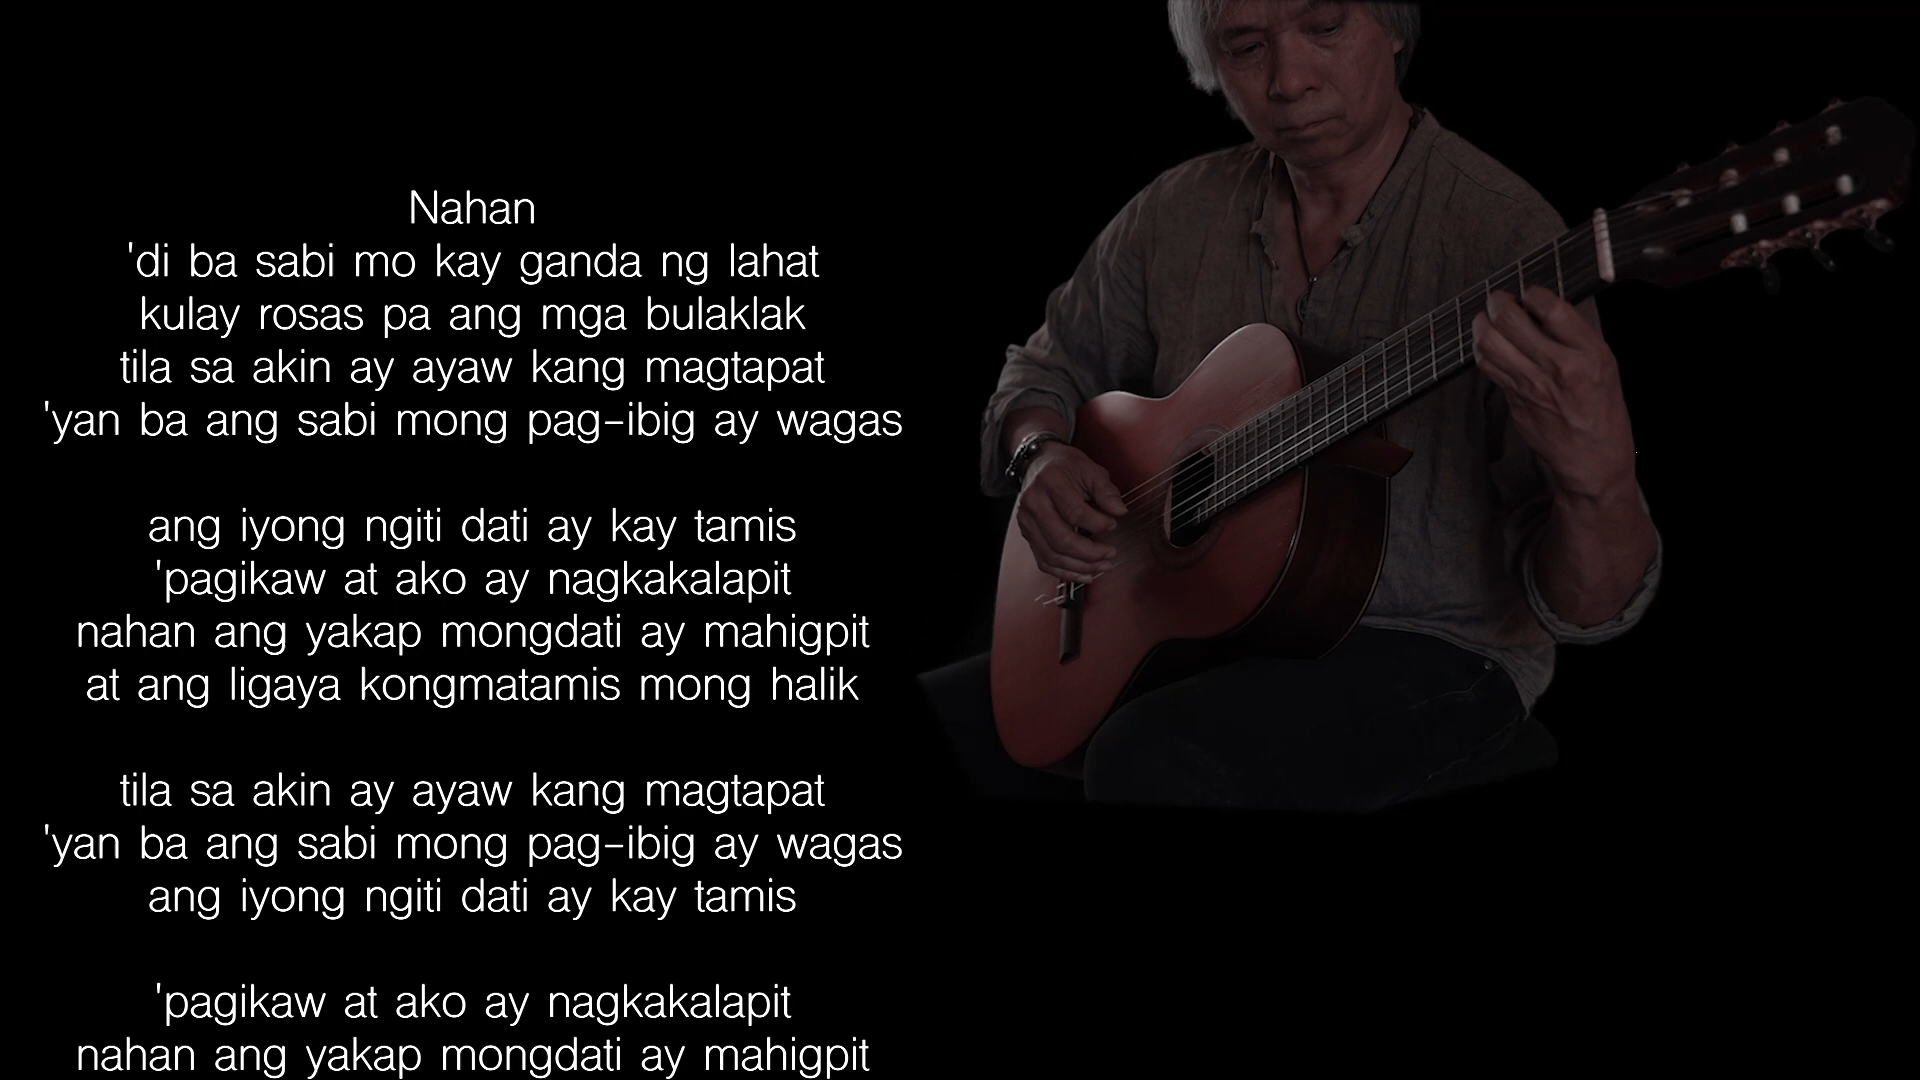 Nahan
'di ba sabi mo kay ganda ng lahat
kulay rosas pa ang mga bulaklak
tila sa akin ay ayaw kang magtapat
'yan ba ang sabi mong pag-ibig ay wagas
ang iyong ngiti dati ay kay tamis
'pagikaw at ako ay nagkakalapit
nahan ang yakap mongdati ay mahigpit
at ang ligaya kongmatamis mong halik
tila sa akin ay ayaw kang magtapat
'yan ba ang sabi mong pag-ibig ay wagas
ang iyong ngiti dati ay kay tamis
'pagikaw at ako ay nagkakalapit
nahan ang yakap mongdati ay mahigpit